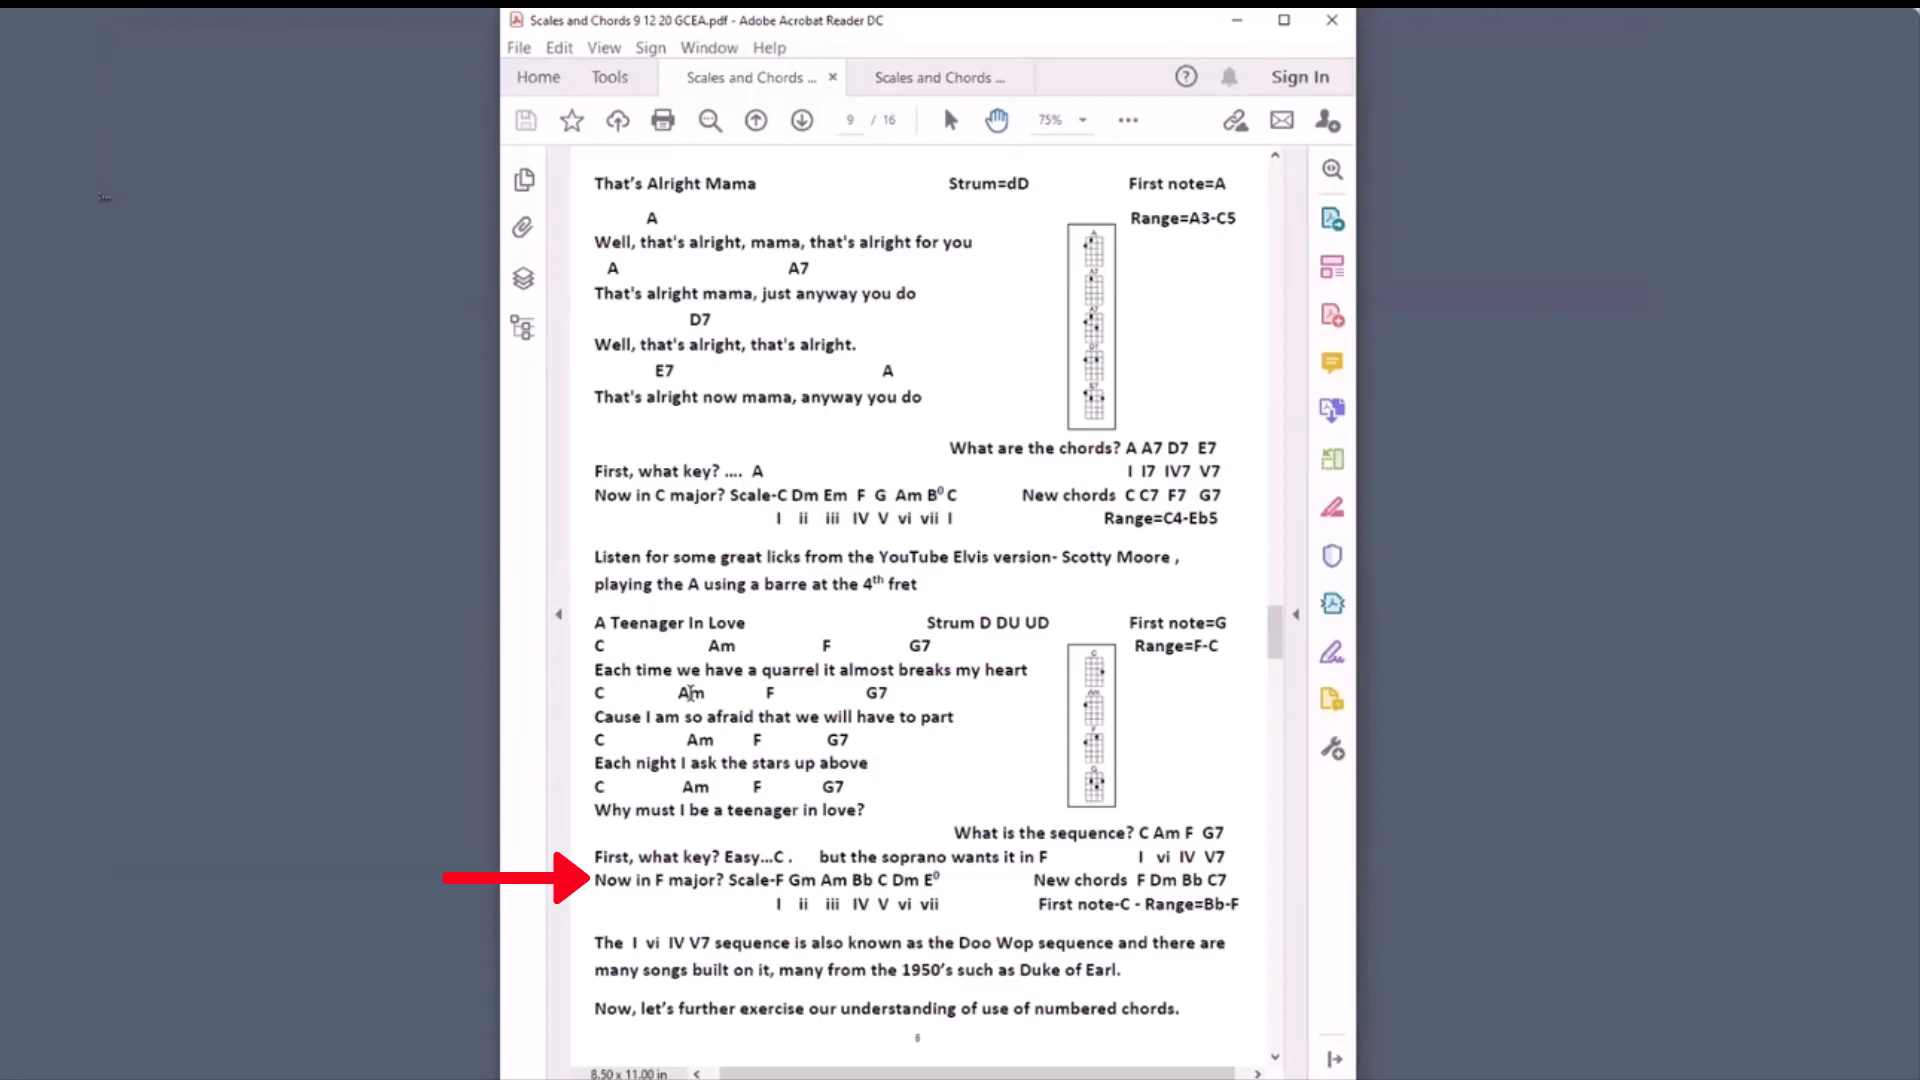 Scales and Chords 9 12 20 GCEA.pdf - Adobe Acrobat Reader DC
File Edit View Sign Window Help
Home Tools Scales and Chords ... × Scales and Chords ... Sign In
9 / 16 75%
That's Alright Mama Strum=dD First note=A
A Range=A3-C5
Well, that's alright, mama, that's alright for you
A A7
That's alright mama, just anyway you do
D7
Well, that's alright, that's alright.
E7 A
That's alright now mama, anyway you do
A
A7
A7
D7
E7
What are the chords? A A7 D7 E7
First, what key? .... A I I7 IV7 V7
Now in C major? Scale-C Dm Em F G Am B⁰ C New chords C C7 F7 G7
I ii iii IV V vi vii I Range=C4-Eb5
Listen for some great licks from the YouTube Elvis version- Scotty Moore ,
playing the A using a barre at the 4th fret
A Teenager In Love Strum D DU UD First note=G
C Am F G7 Range=F-C
Each time we have a quarrel it almost breaks my heart
C Am F G7
Cause I am so afraid that we will have to part
C Am F G7
Each night I ask the stars up above
C Am F G7
Why must I be a teenager in love?
C
Am
F
G
What is the sequence? C Am F G7
First, what key? Easy...C . but the soprano wants it in F I vi IV V7
Now in F major? Scale-F Gm Am Bb C Dm E⁰ New chords F Dm Bb C7
I ii iii IV V vi vii First note-C - Range=Bb-F
The I vi IV V7 sequence is also known as the Doo Wop sequence and there are
many songs built on it, many from the 1950's such as Duke of Earl.
Now, let's further exercise our understanding of use of numbered chords.
8.50 x 11.00 in